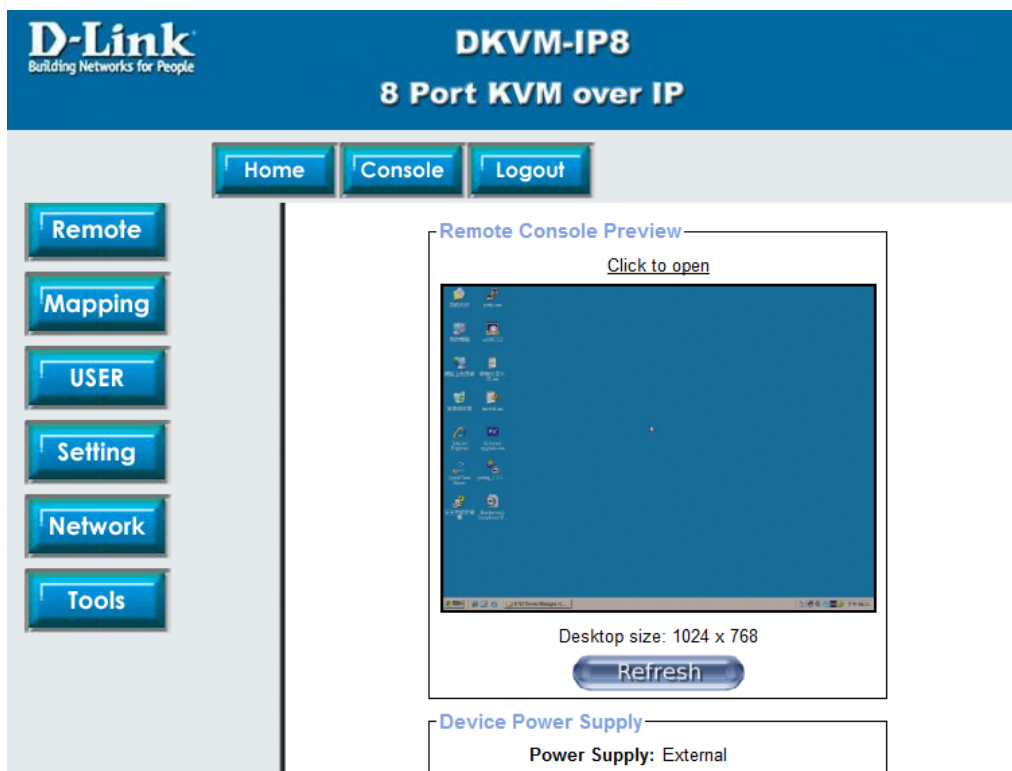 D-Link
Building Networks for People
DKVM-IP8
8 Port KVM over IP
Home
Console
Logout
Remote
Mapping
USER
Setting
Network
Tools
Remote Console Preview
Click to open
Desktop size: 1024 x 768
Refresh
Device Power Supply
Power Supply: External